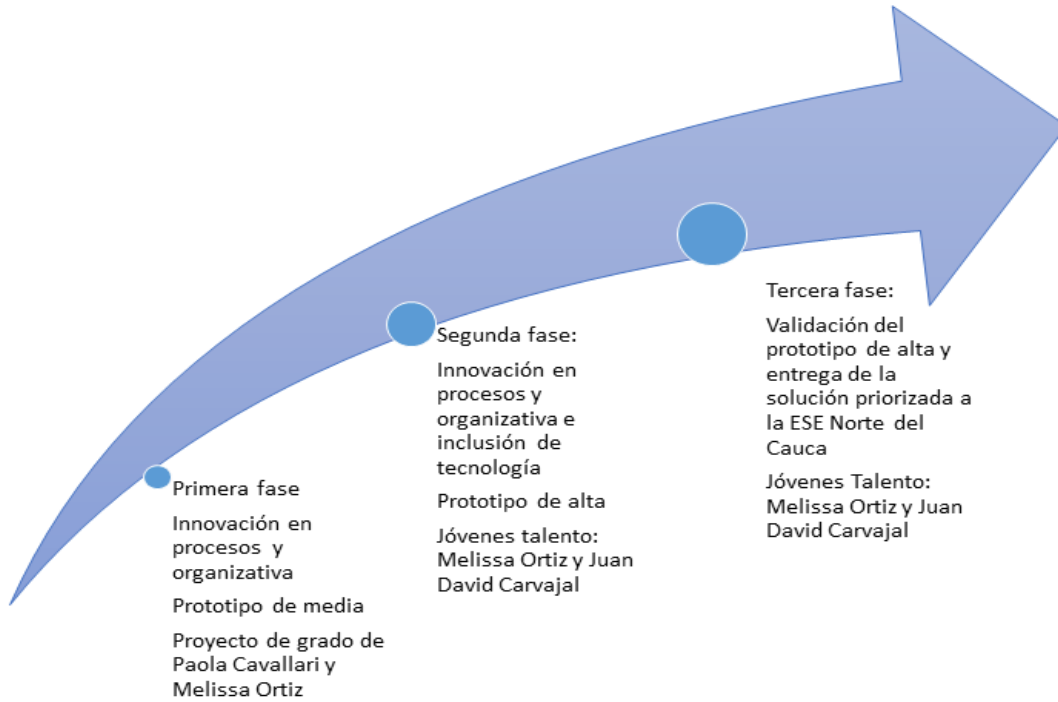 Primera fase
Innovación en
procesos y
organizativa
Prototipo de media
Proyecto de grado de
Paola Cavallari y
Melissa Ortiz
Segunda fase:
Innovación en
procesos y
organizativa e
inclusión de
tecnología
Prototipo de alta
Jóvenes talento:
Melissa Ortiz y Juan
David Carvajal
Tercera fase:
Validación del
prototipo de alta y
entrega de la
solución priorizada a
la ESE Norte del
Cauca
Jóvenes Talento:
Melissa Ortiz y Juan
David Carvajal